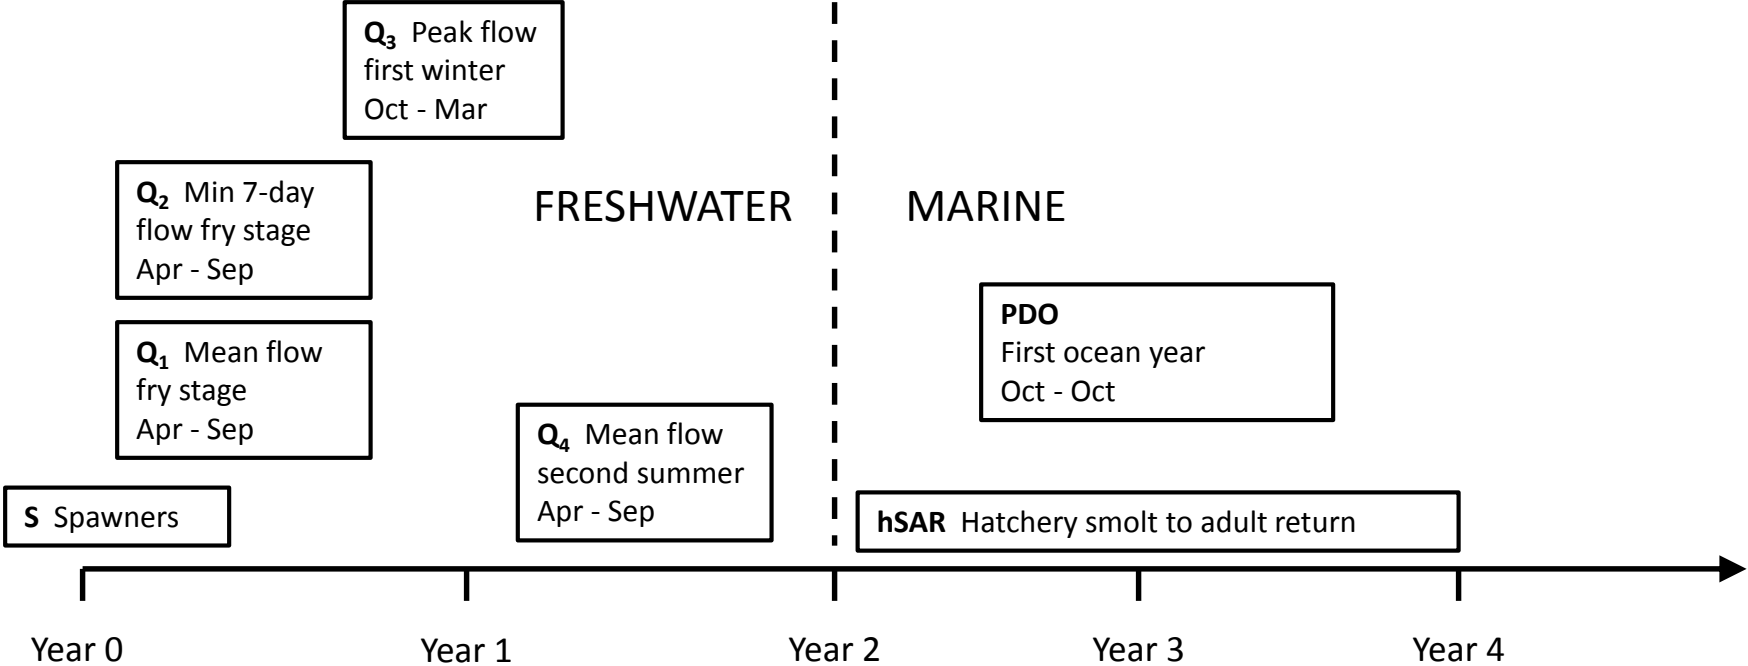 Q₃ Peak flow
first winter
Oct - Mar
Q₂ Min 7-day
flow fry stage
Apr - Sep
FRESHWATER
MARINE
Q₁ Mean flow
fry stage
Apr - Sep
PDO
First ocean year
Oct - Oct
Q₄ Mean flow
second summer
Apr - Sep
S Spawners
hSAR Hatchery smolt to adult return
Year 0
Year 1
Year 2
Year 3
Year 4